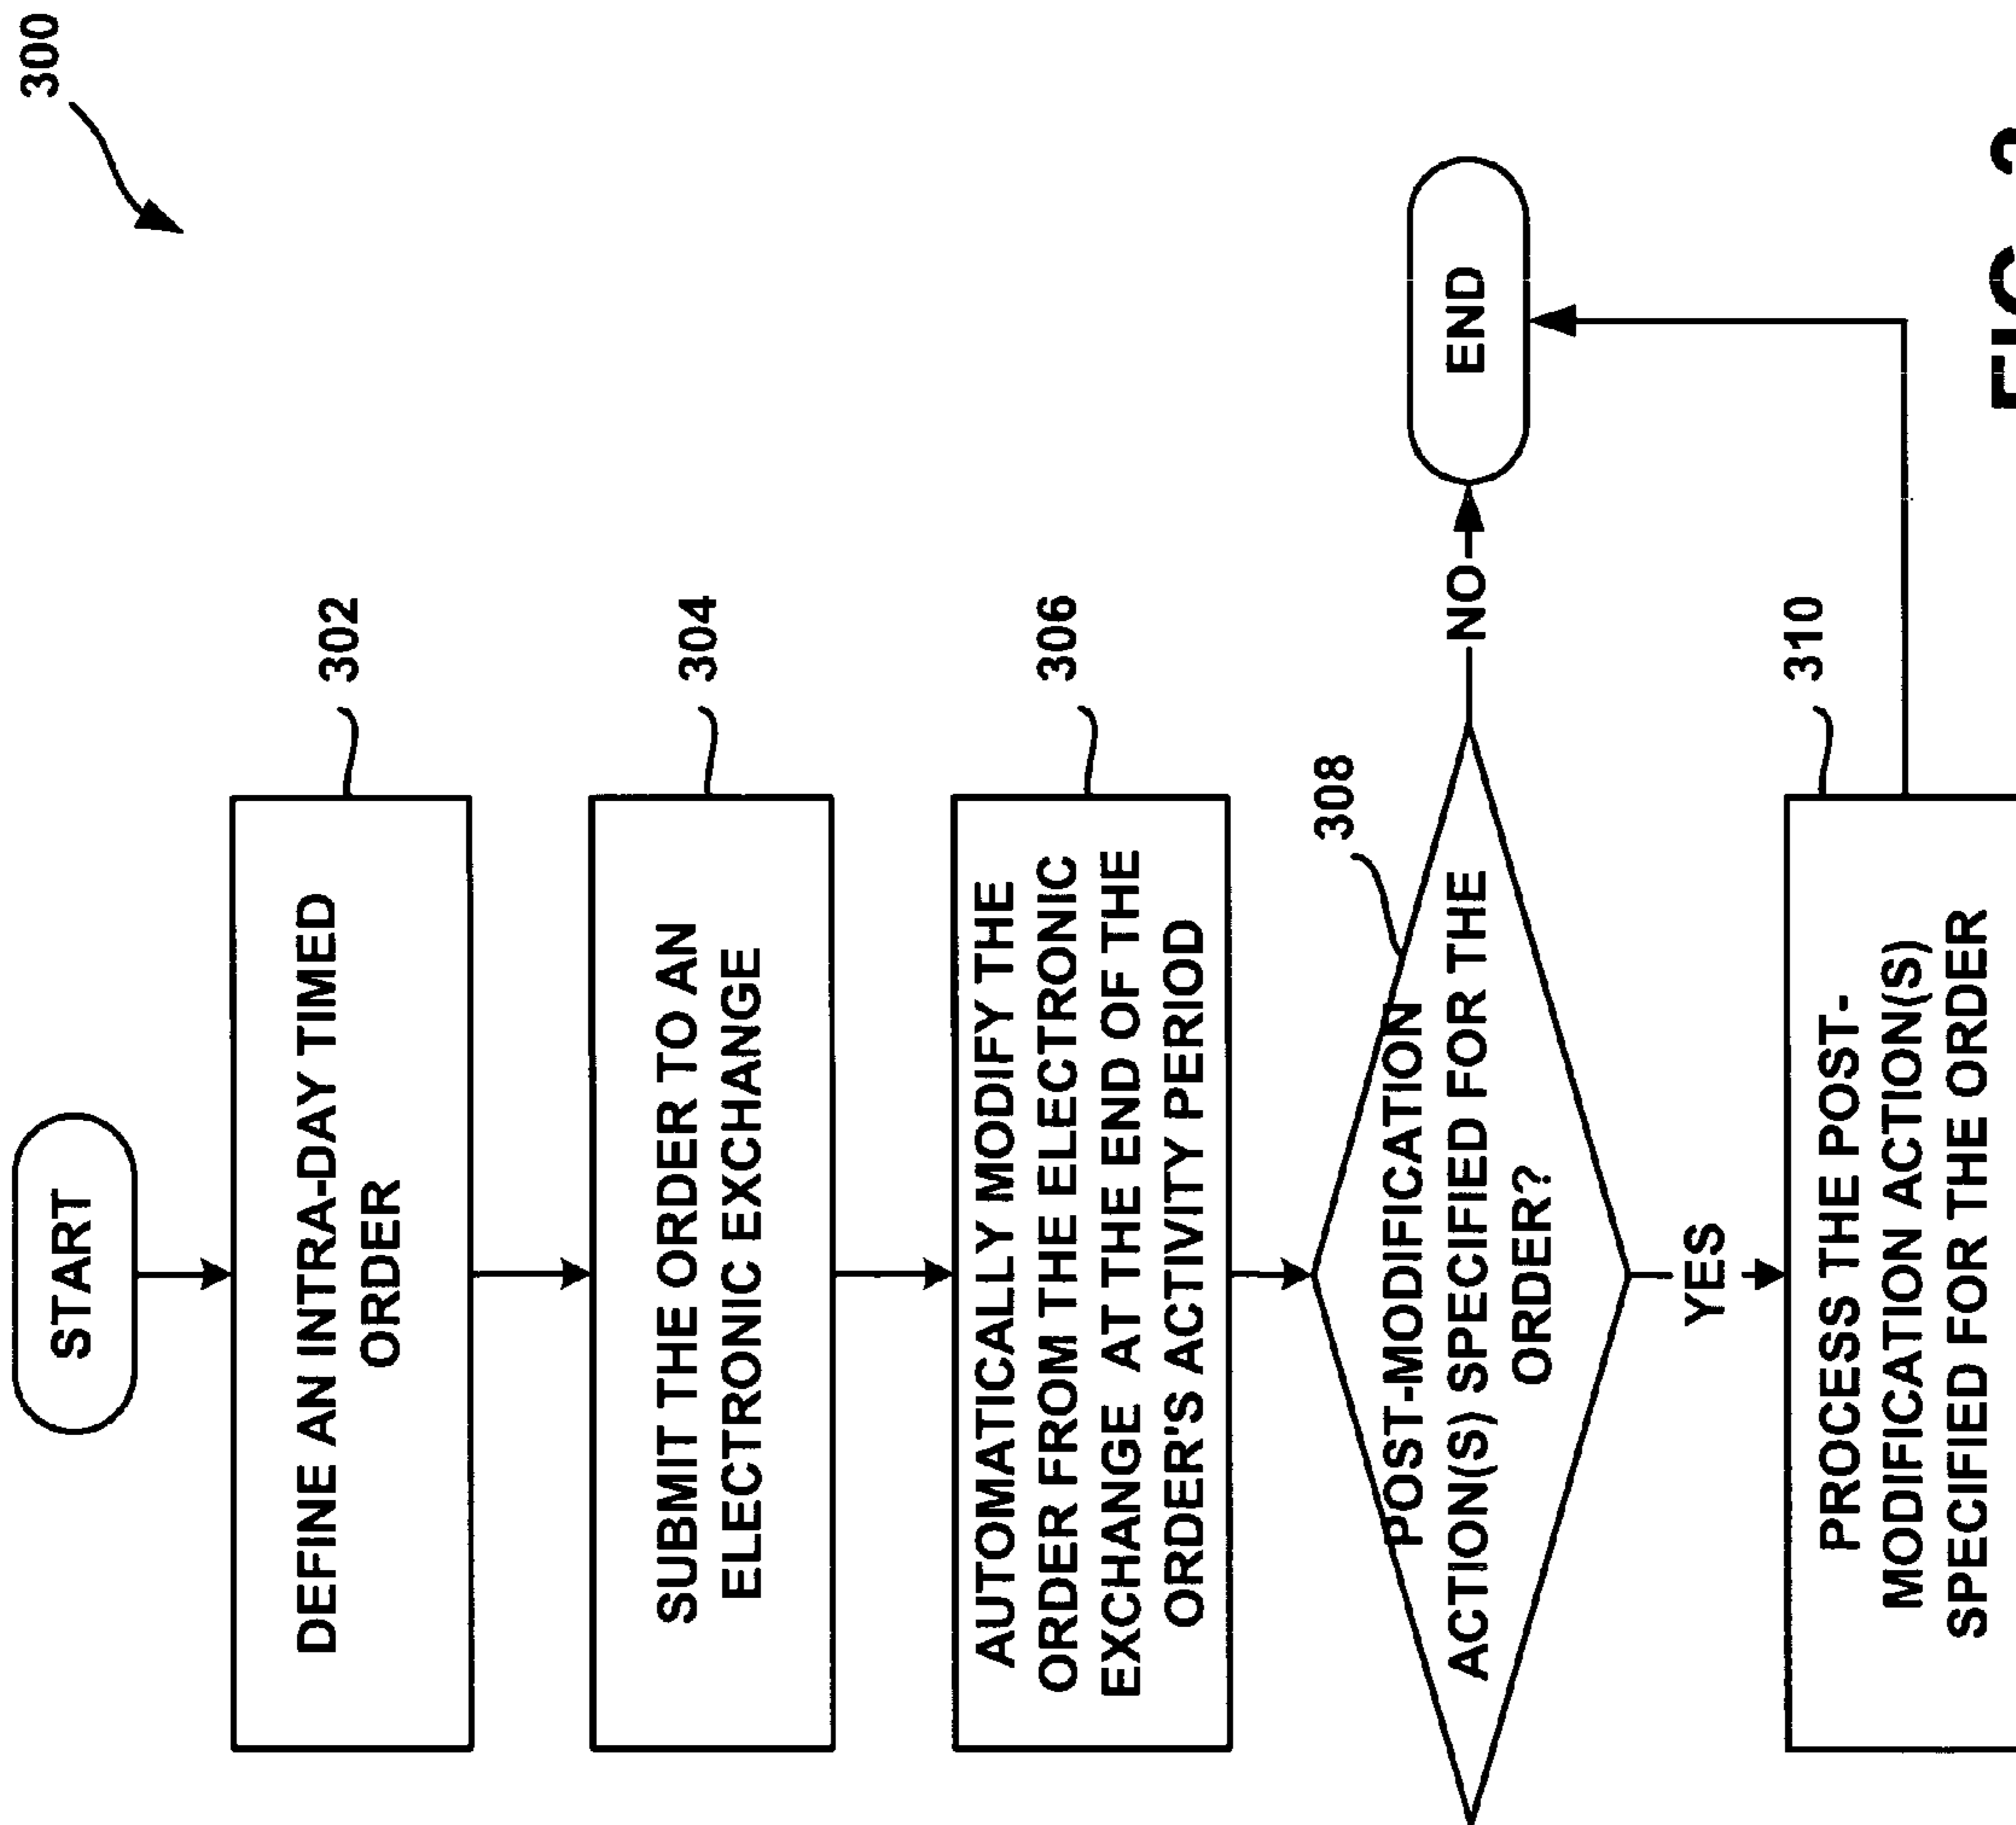 300
START
DEFINE AN INTRA-DAY TIMED
ORDER
302
SUBMIT THE ORDER TO AN
ELECTRONIC EXCHANGE
304
AUTOMATICALLY MODIFY THE
ORDER FROM THE ELECTRONIC
EXCHANGE AT THE END OF THE
ORDER'S ACTIVITY PERIOD
306
POST-MODIFICATION
ACTION(S) SPECIFIED FOR THE
ORDER?
308
NO
END
YES
PROCESS THE POST-
MODIFICATION ACTION(S)
SPECIFIED FOR THE ORDER
310